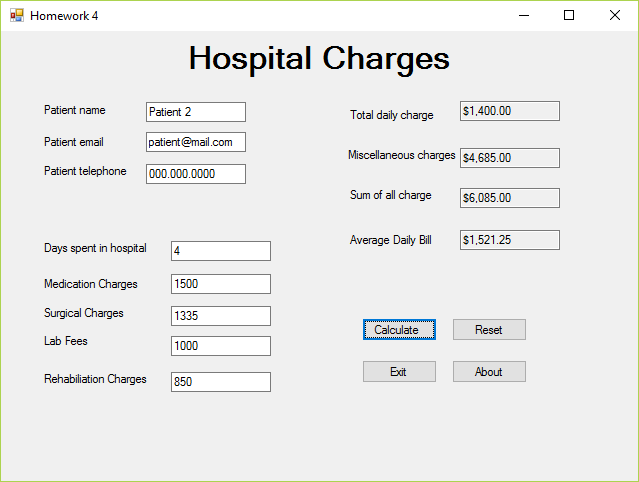 Homework 4
Hospital Charges
Patient name
Patient 2
Patient email
patient@mail.com
Patient telephone
000.000.0000
Total daily charge
$1,400.00
Miscellaneous charges
$4,685.00
Sum of all charge
$6,085.00
Average Daily Bill
$1,521.25
Days spent in hospital
4
Medication Charges
1500
Surgical Charges
1335
Lab Fees
1000
Rehabiliation Charges
850
Calculate
Reset
Exit
About